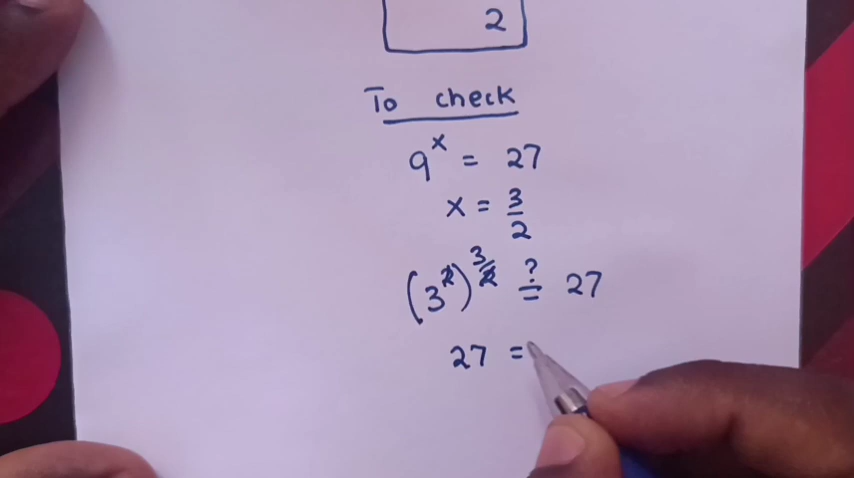 2
To check
9^x = 27
x = 3/2
(3^2)^3/2 ≟ 27
27 =